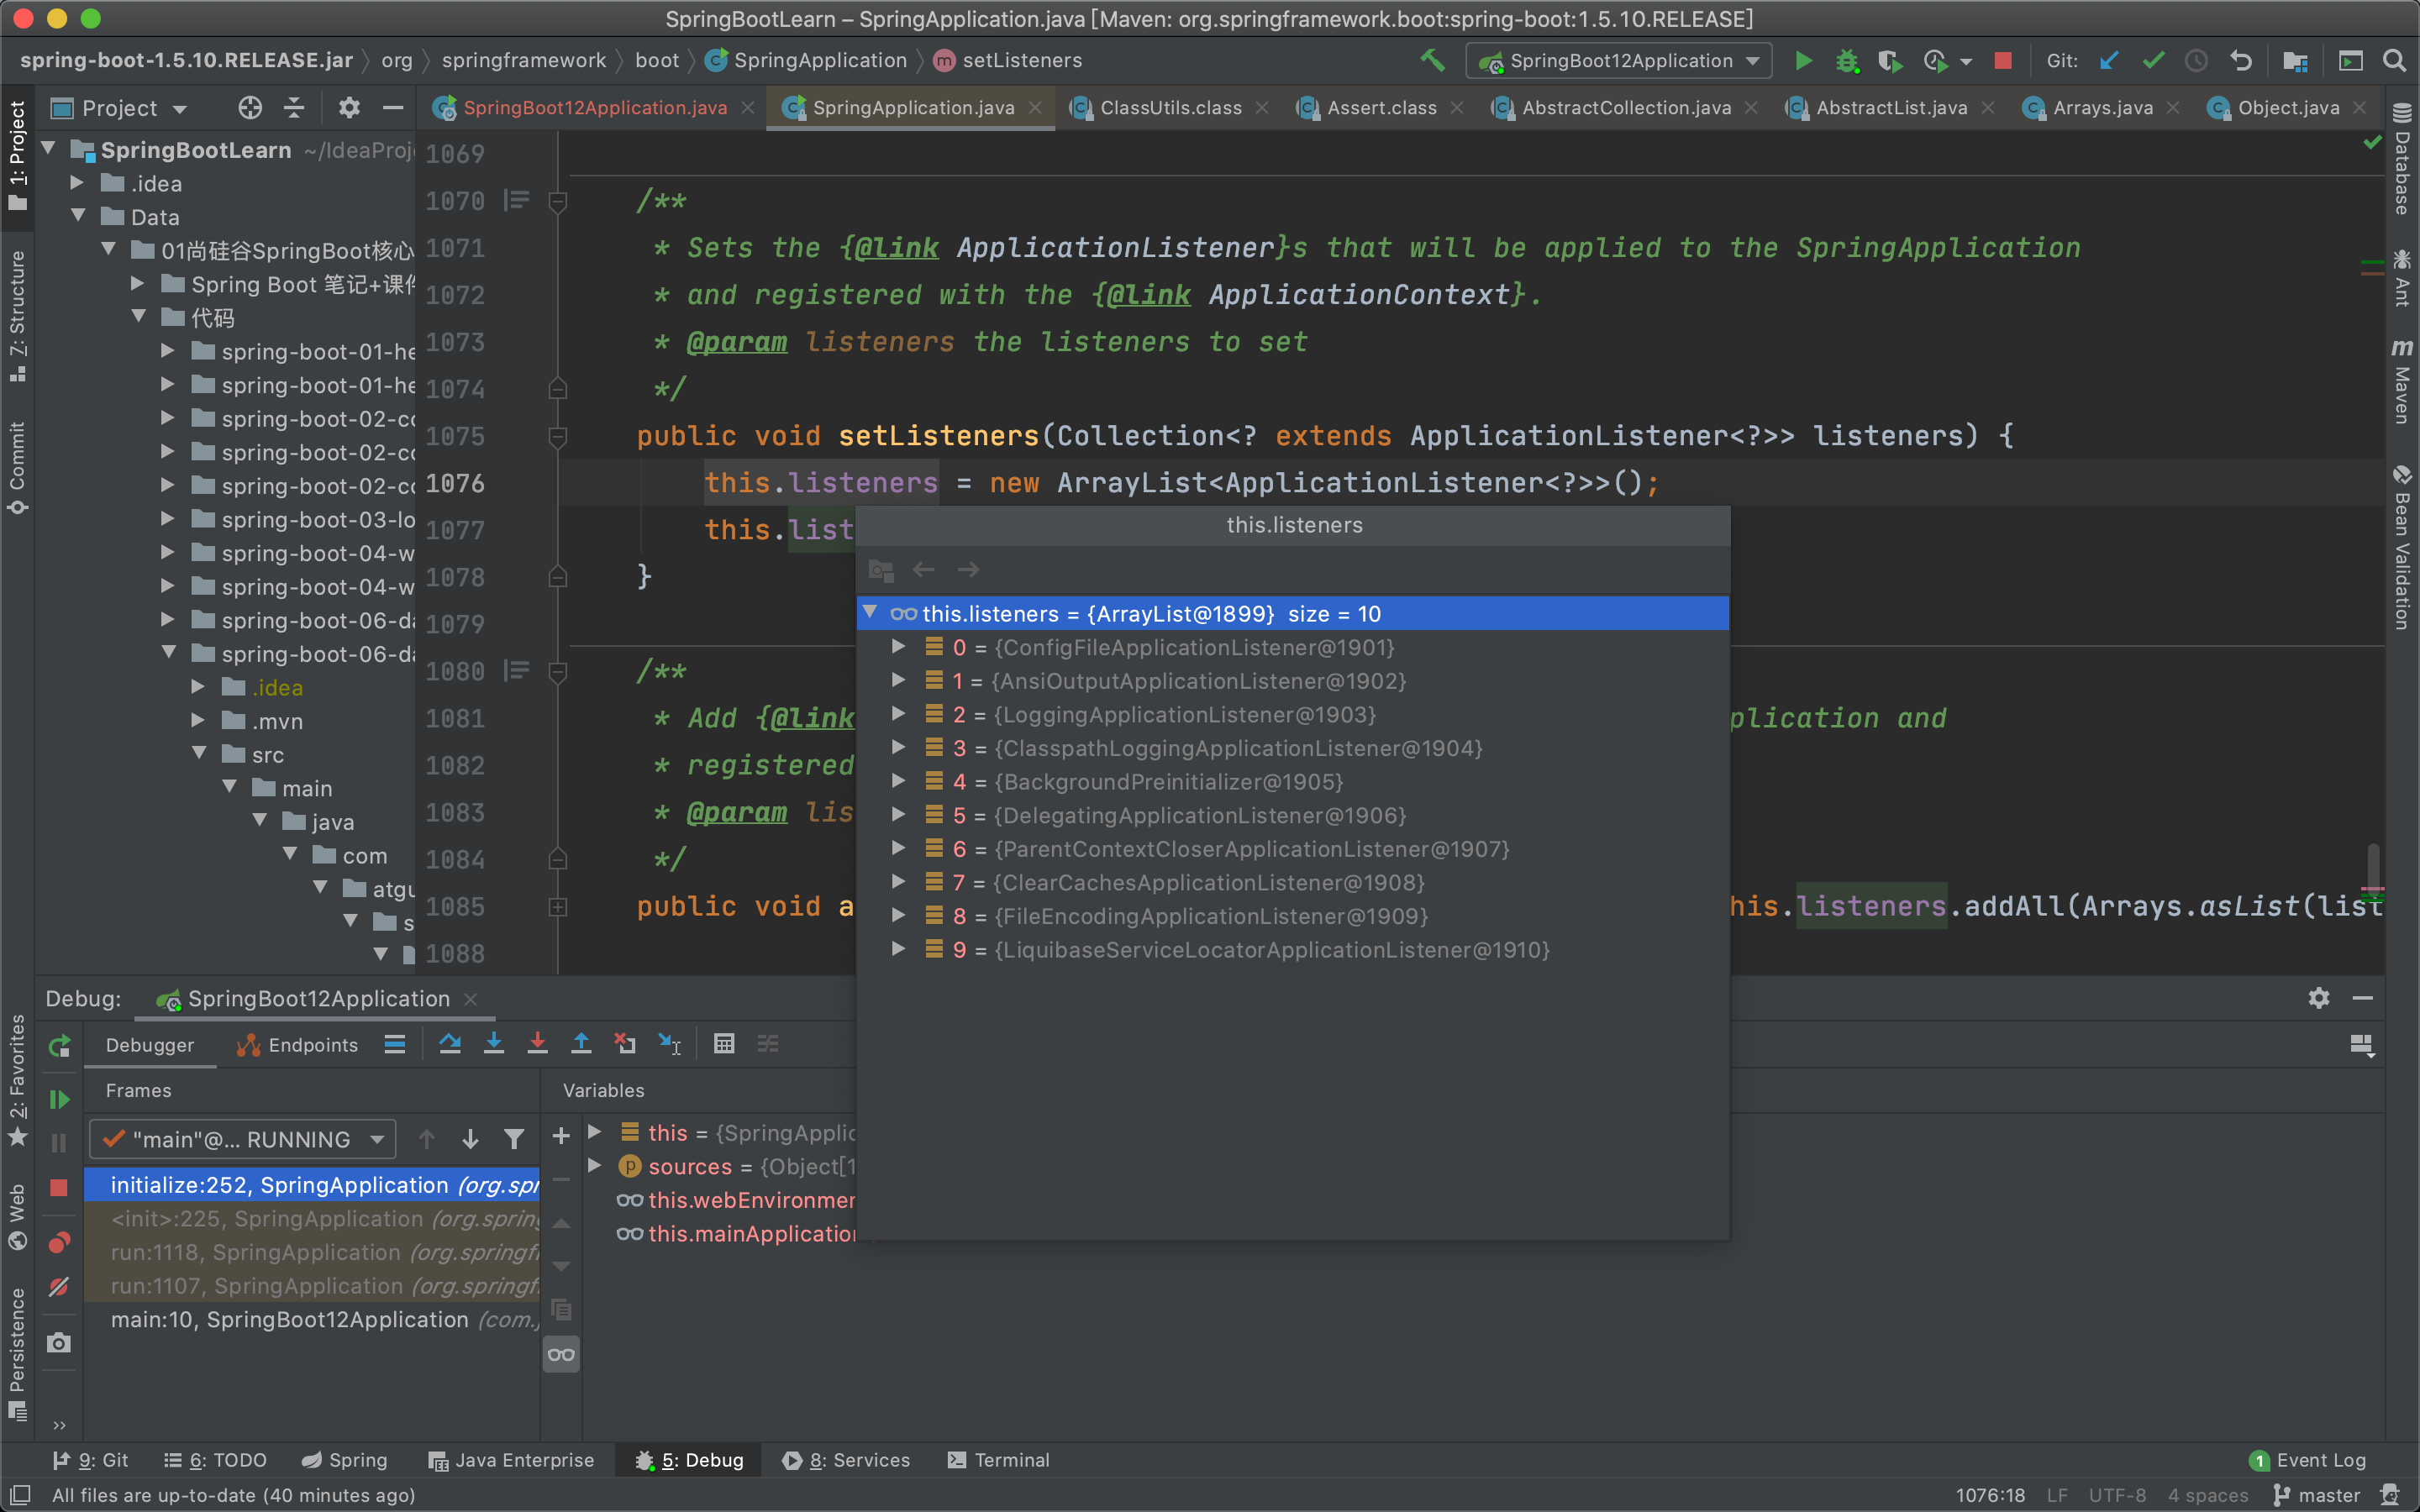 SpringBootLearn – SpringApplication.java [Maven: org.springframework.boot:spring-boot:1.5.10.RELEASE]
spring-boot-1.5.10.RELEASE.jar org springframework boot SpringApplication setListeners SpringBoot12Application Git:
Project SpringBoot12Application.java SpringApplication.java ClassUtils.class Assert.class AbstractCollection.java AbstractList.java Arrays.java Object.java
1: Project
7: Structure
Commit
2: Favorites
Web
Persistence
SpringBootLearn ~/IdeaProj
.idea
Data
01尚硅谷SpringBoot核心
Spring Boot 笔记+课件
代码
spring-boot-01-he
spring-boot-01-he
spring-boot-02-co
spring-boot-02-co
spring-boot-02-co
spring-boot-03-lo
spring-boot-04-w
spring-boot-04-w
spring-boot-06-da
spring-boot-06-da
.idea
.mvn
src
main
java
com
atgu
s
1069
1070 /**
1071 * Sets the {@link ApplicationListener}s that will be applied to the SpringApplication
1072 * and registered with the {@link ApplicationContext}.
1073 * @param listeners the listeners to set
1074 */
1075 public void setListeners(Collection<? extends ApplicationListener<?>> listeners) {
1076 this.listeners = new ArrayList<ApplicationListener<?>>();
1077 this.list
1078 }
1079
1080 /**
1081 * Add {@link plication and
1082 * registered
1083 * @param lis
1084 */
1085 public void a his.listeners.addAll(Arrays.asList(list
1088
this.listeners
this.listeners = {ArrayList@1899} size = 10
0 = {ConfigFileApplicationListener@1901}
1 = {AnsiOutputApplicationListener@1902}
2 = {LoggingApplicationListener@1903}
3 = {ClasspathLoggingApplicationListener@1904}
4 = {BackgroundPreinitializer@1905}
5 = {DelegatingApplicationListener@1906}
6 = {ParentContextCloserApplicationListener@1907}
7 = {ClearCachesApplicationListener@1908}
8 = {FileEncodingApplicationListener@1909}
9 = {LiquibaseServiceLocatorApplicationListener@1910}
Database
Ant
m Maven
Bean Validation
Debug: SpringBoot12Application
Debugger Endpoints
Frames Variables
"main"@... RUNNING
initialize:252, SpringApplication (org.spr
<init>:225, SpringApplication (org.spring
run:1118, SpringApplication (org.springf
run:1107, SpringApplication (org.springf
main:10, SpringBoot12Application (com.
this = {SpringApplic
sources = {Object[1
this.webEnvironmen
this.mainApplication
9: Git 6: TODO Spring Java Enterprise 5: Debug 8: Services Terminal 1 Event Log
All files are up-to-date (40 minutes ago) 1076:18 LF UTF-8 4 spaces master